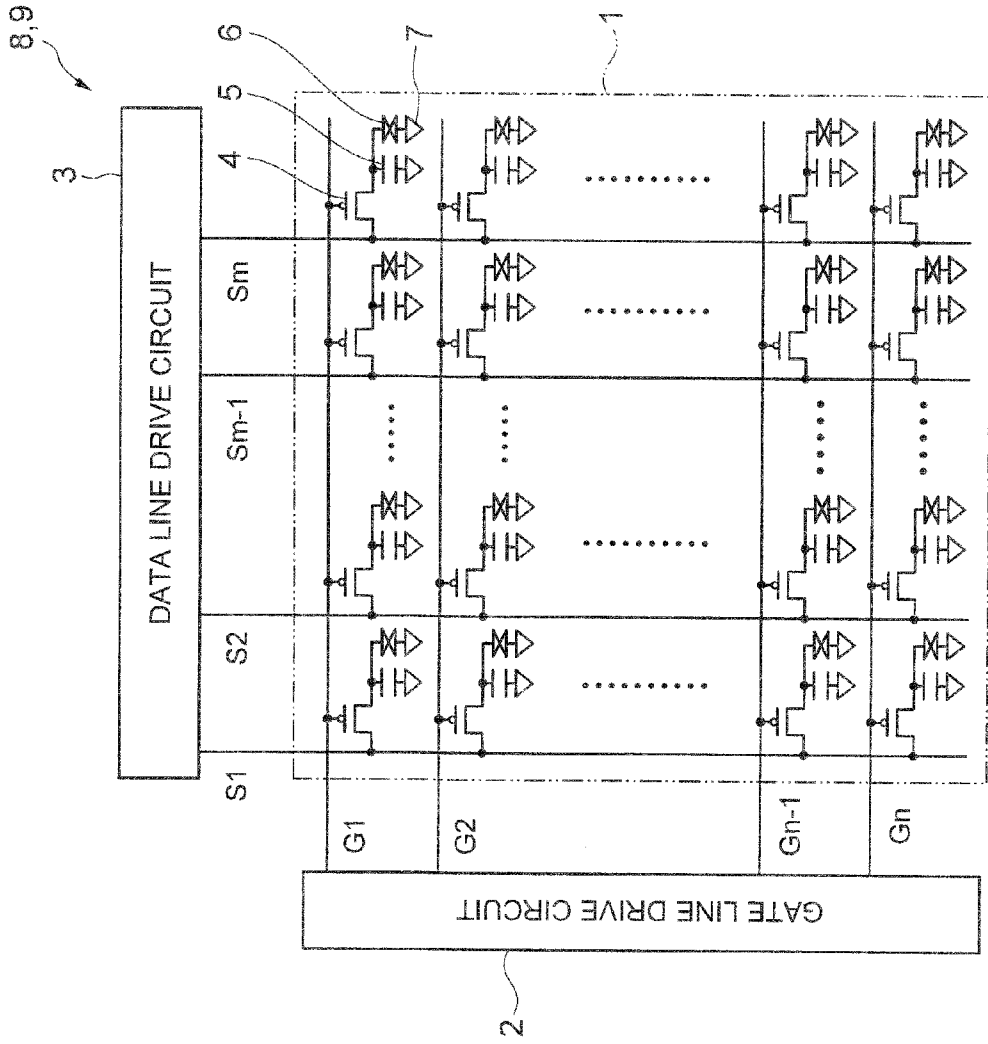 8,9
3
DATA LINE DRIVE CIRCUIT
4
5
6
7
1
S1
S2
Sm-1
Sm
G1
G2
Gn-1
Gn
GATE LINE DRIVE CIRCUIT
2